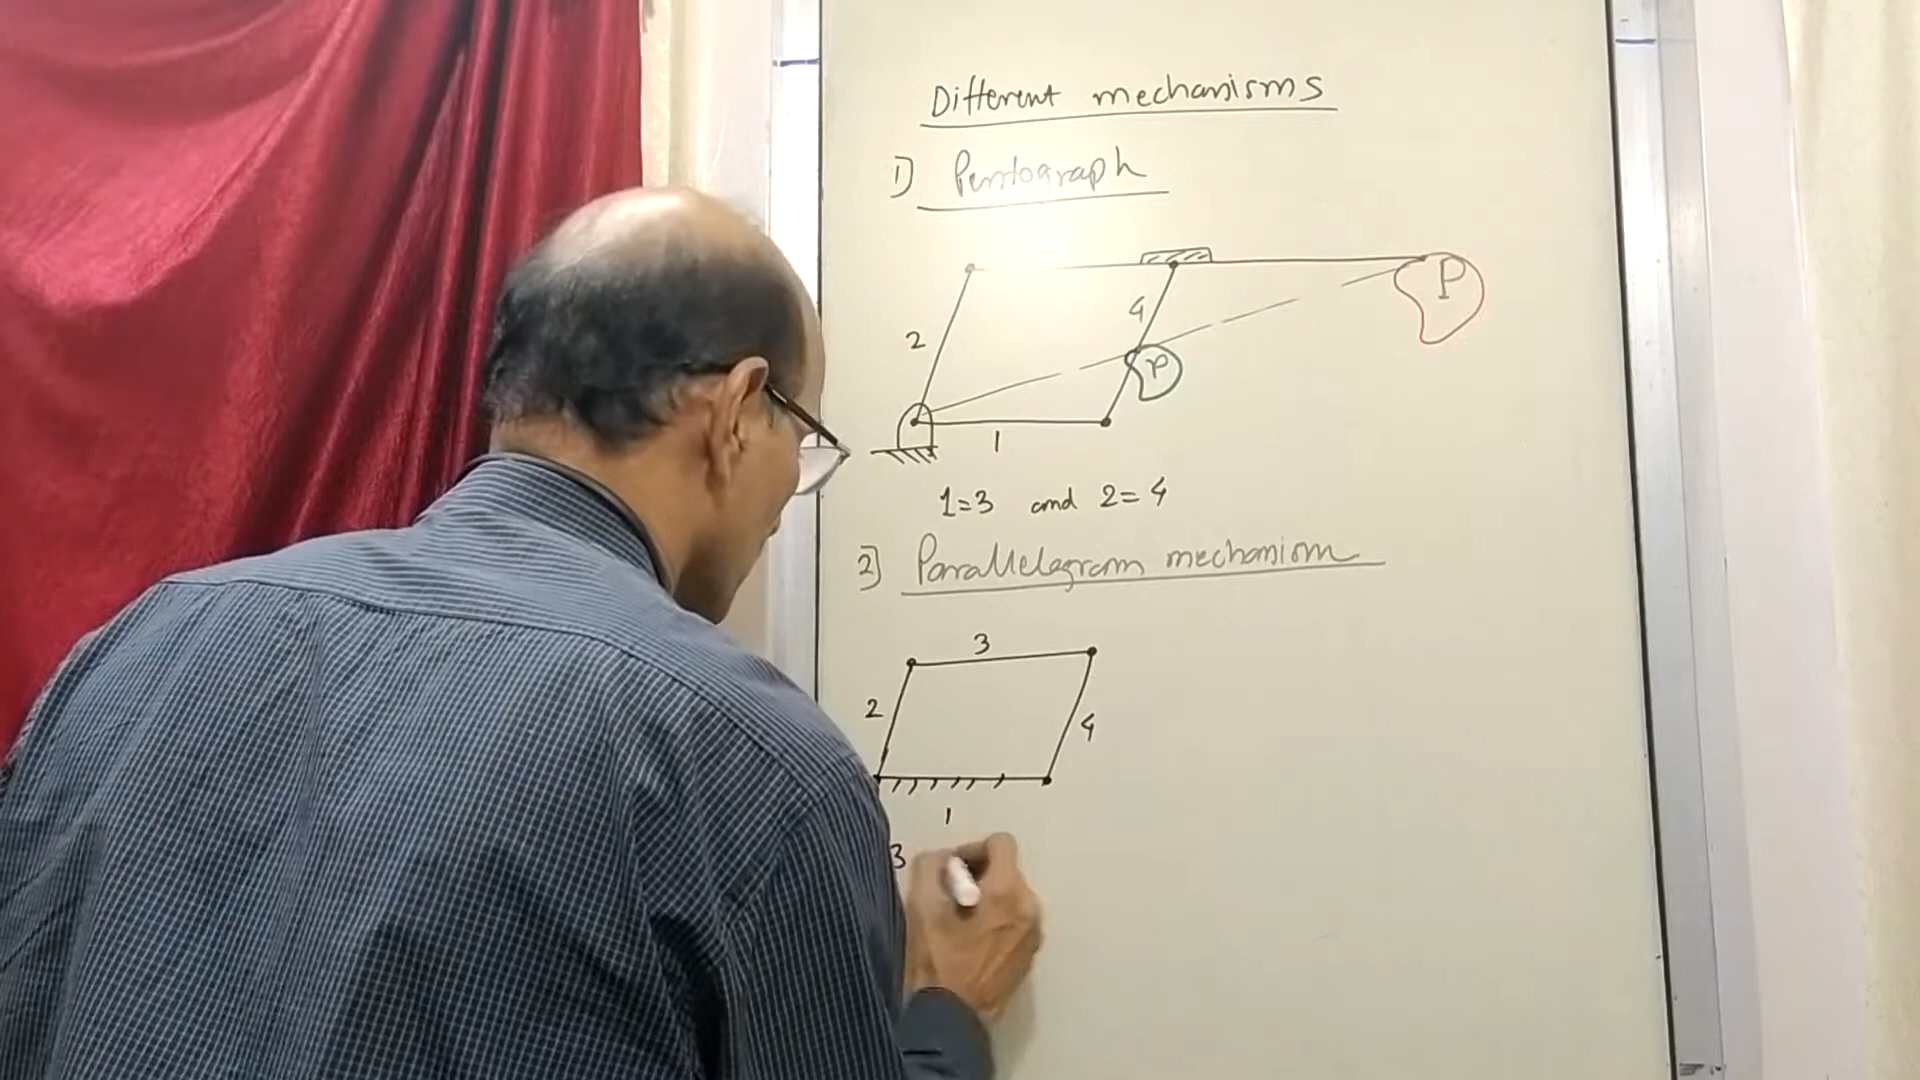 Different mechanisms
1) Pentograph
P
4
2
p
1
1=3 and 2=4
2) Parallelogram mechanism
3
2
4
1
3